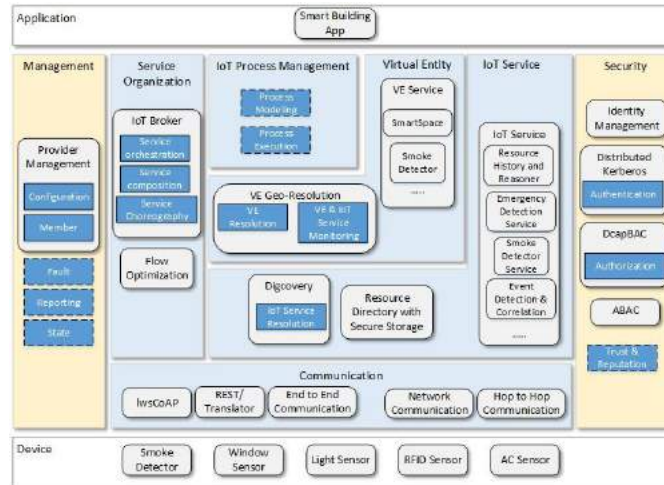 Application
Smart Building
App
Management
Service
Organization
IoT Process Management
Virtual Entity
IoT Service
Security
Provider
Management
Configuration
Member
Fault
Reporting
State
IoT Broker
Service
orchestration
Service
composition
Service
Choreography
Flow
Optimization
Process
Modeling
Process
Execution
VE Geo-Resolution
VE
Resolution
VE & IoT
Service
Monitoring
VE Service
SmartSpace
Smoke
Detector
.....
Digcovery
IoT Service
Resolution
Resource
Directory with
Secure Storage
IoT Service
Resource
History and
Reasoner
Emergency
Detection
Service
Smoke
Detector
Service
Event
Detection &
Correlation
.....
Identity
Management
Distributed
Kerberos
Authentication
DcapBAC
Authorization
ABAC
Trust &
Reputation
Communication
lwsCoAP
REST/
Translator
End to End
Communication
Network
Communication
Hop to Hop
Communication
Device
Smoke
Detector
Window
Sensor
Light Sensor
RFID Sensor
AC Sensor